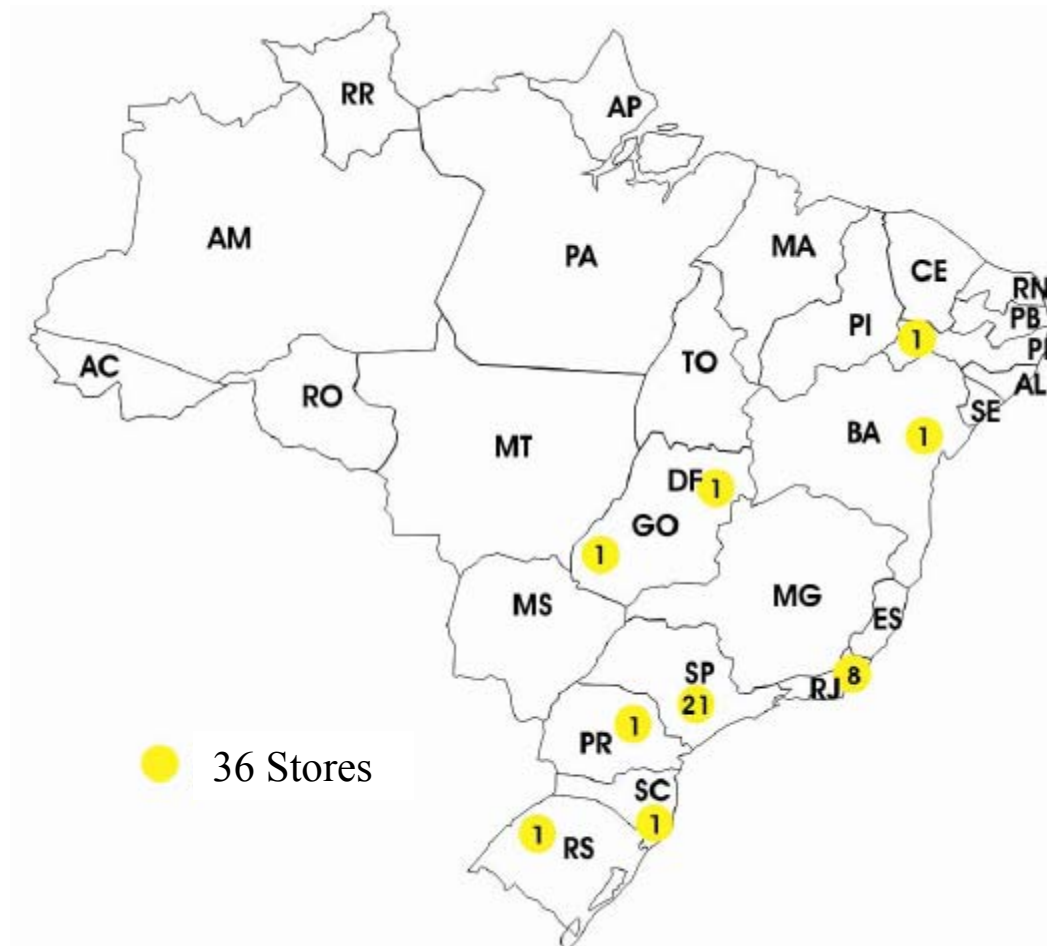 RR
AP
AM
PA
MA
CE
RN
PB
PI
1
AC
RO
TO
AL
SE
MT
BA
1
DF
1
GO
1
MS
MG
ES
SP
21
RJ
8
PR
1
SC
1
RS
1
36 Stores